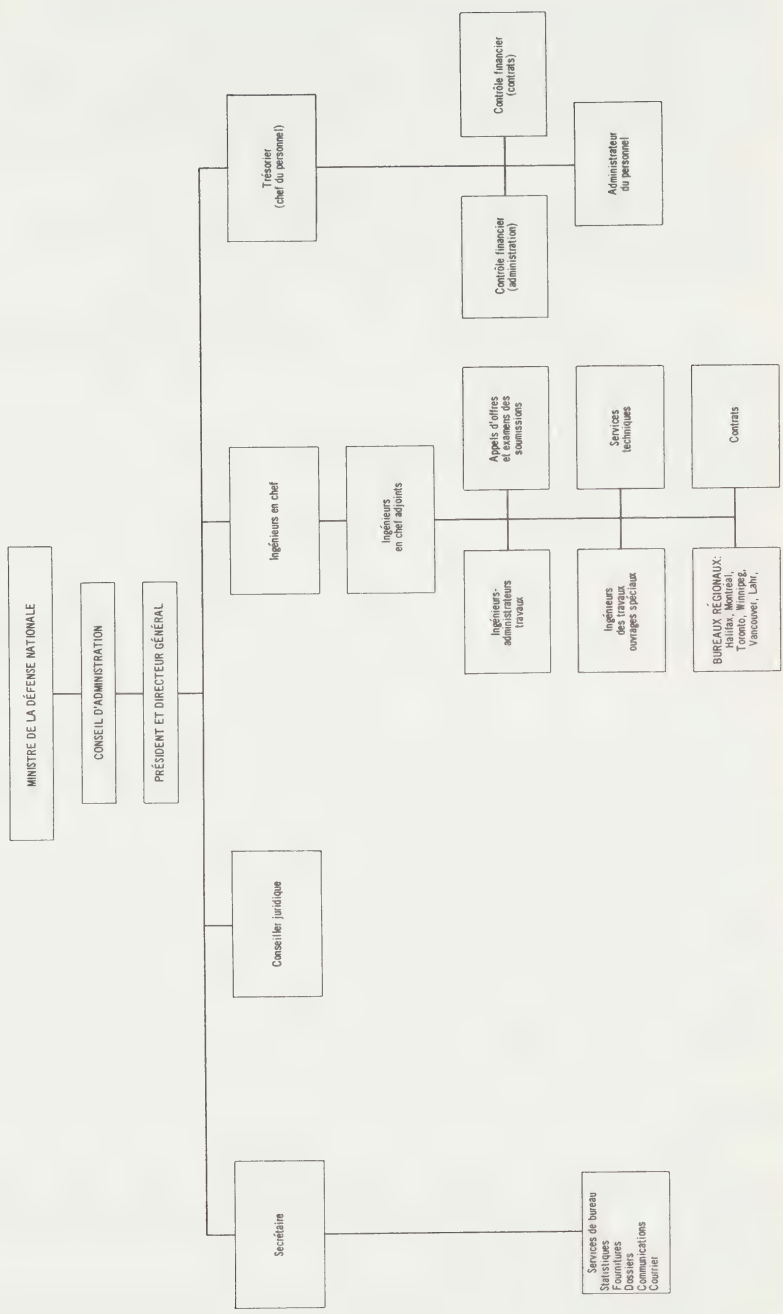 MINISTRE DE LA DÉFENSE NATIONALE
CONSEIL D'ADMINISTRATION
PRÉSIDENT ET DIRECTEUR GÉNÉRAL
Secrétaire
Conseiller juridique
Ingénieurs en chef
Trésorier
(chef du personnel)
Ingénieurs
en chef adjoints
Services de bureau
Statistiques
Fournitures
Dossiers
Communications
Courrier
Ingénieurs-
administrateurs
travaux
Appels d'offres
et examens des
soumissions
Ingénieurs
des travaux
ouvrages spéciaux
Services
techniques
BUREAUX RÉGIONAUX:
Halifax, Montréal,
Toronto, Winnipeg,
Vancouver, Lahr,
Contrats
Contrôle financier
(administration)
Contrôle financier
(contrats)
Administrateur
du personnel